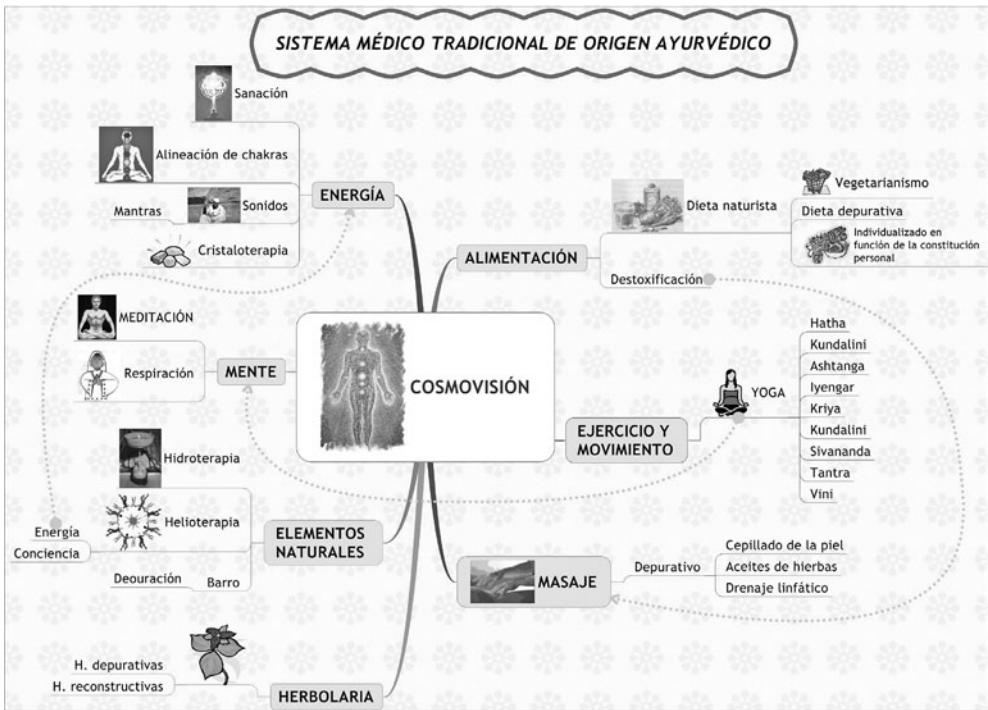 SISTEMA MÉDICO TRADICIONAL DE ORIGEN AYURVÉDICO
Sanación
Alineación de chakras
Mantras
Sonidos
Cristaloterapia
ENERGÍA
MEDITACIÓN
Respiración
MENTE
Hidroterapia
Helioterapia
Energía
Conciencia
Deouración
Barro
ELEMENTOS
NATURALES
H. depurativas
H. reconstructivas
HERBOLARIA
COSMOVISIÓN
ALIMENTACIÓN
Dieta naturista
Vegetarianismo
Dieta depurativa
Individualizado en
función de la constitución
personal
Destoxificación
EJERCICIO Y
MOVIMIENTO
YOGA
Hatha
Kundalini
Ashtanga
Iyengar
Kriya
Kundalini
Sivananda
Tantra
Vini
MASAJE
Depurativo
Cepillado de la piel
Aceites de hierbas
Drenaje linfático